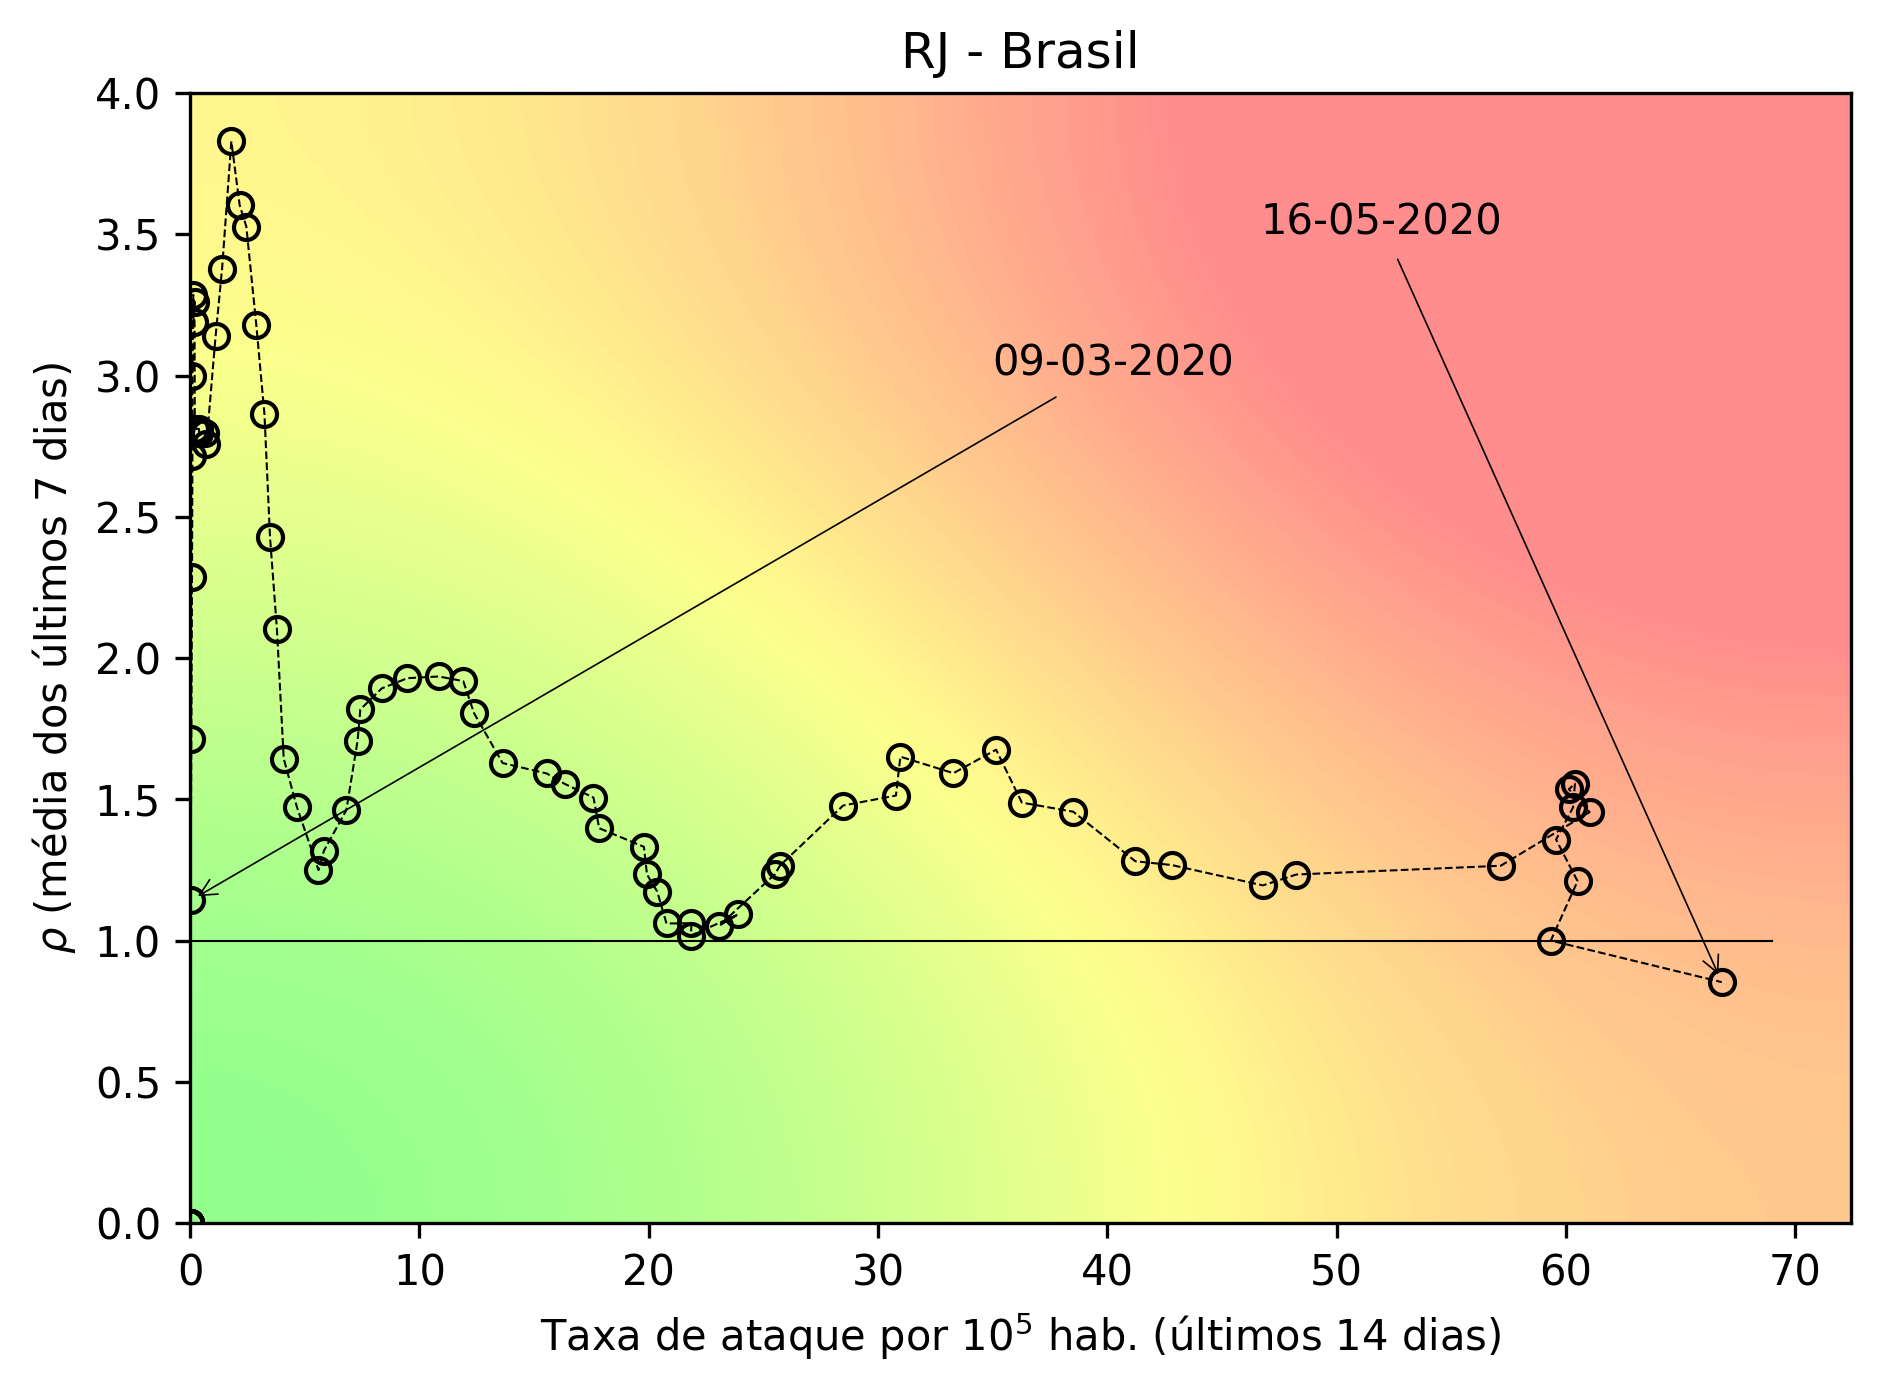 RJ - Brasil
4.0
3.5
3.0
2.5
2.0
1.5
1.0
0.5
0.0
ρ (média dos últimos 7 dias)
16-05-2020
09-03-2020
0 10 20 30 40 50 60 70
Taxa de ataque por 10⁵ hab. (últimos 14 dias)